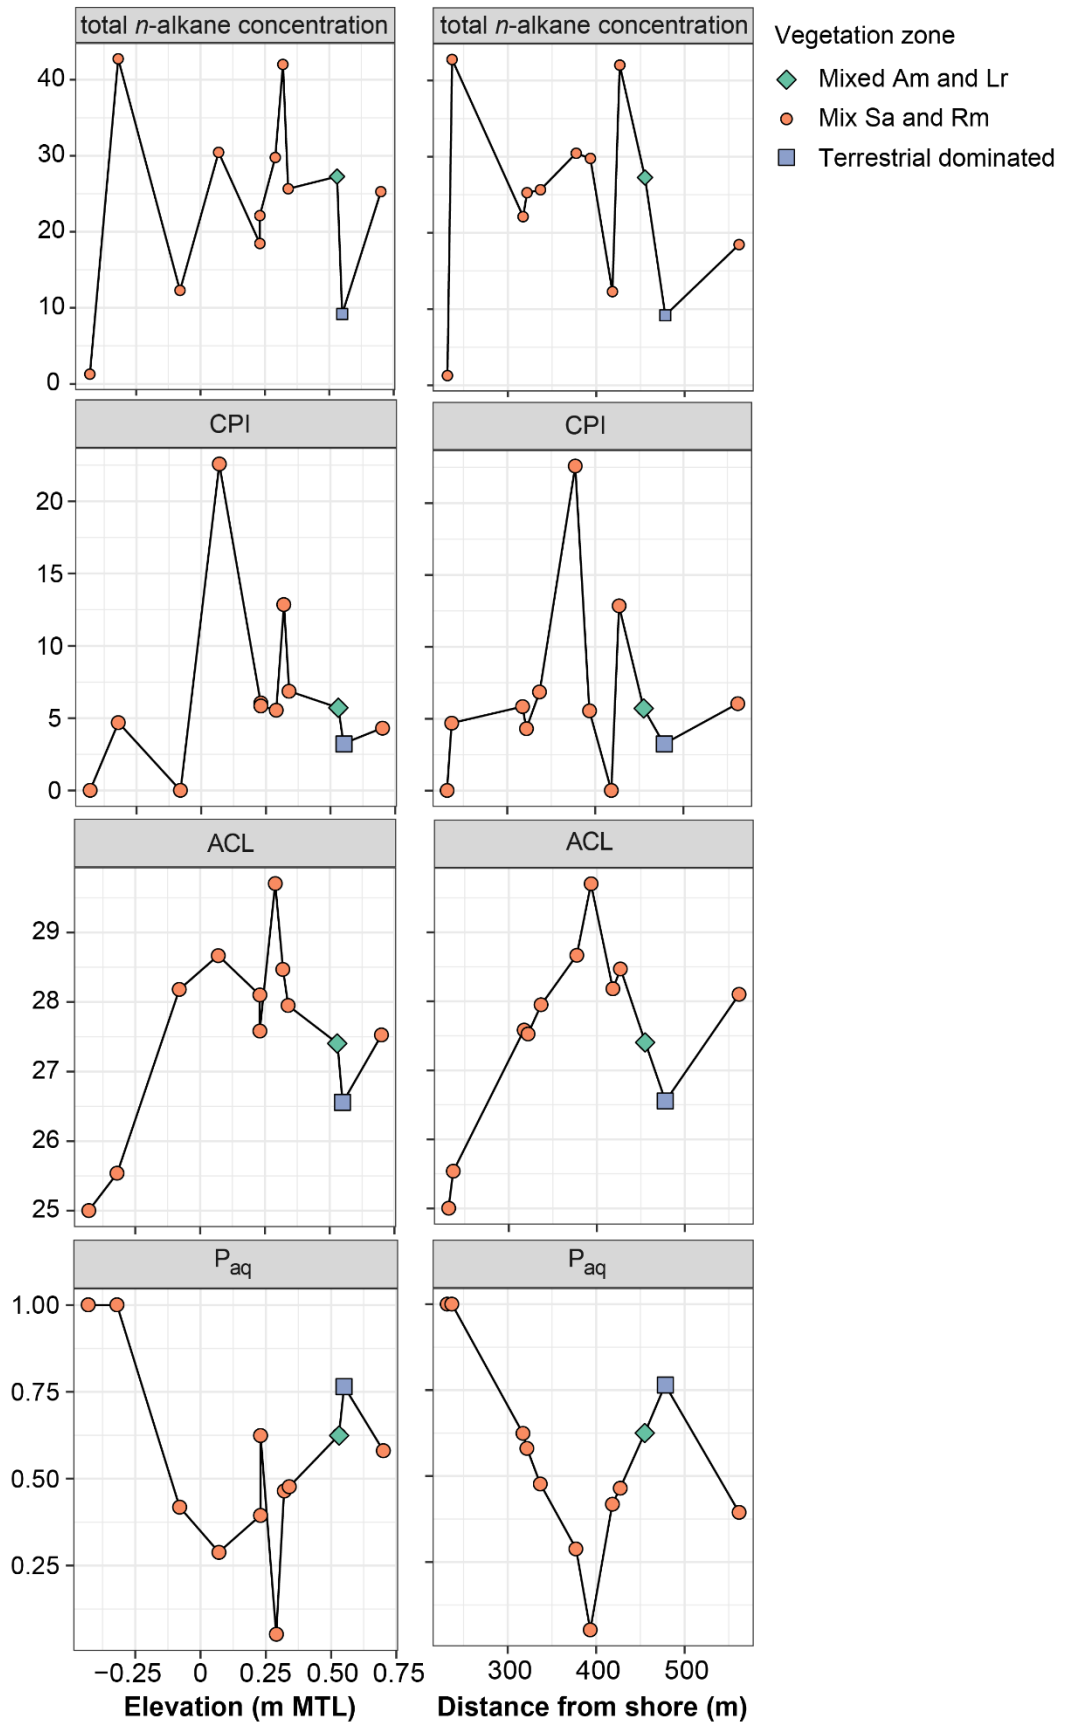 total n-alkane concentration
total n-alkane concentration
Vegetation zone
Mixed Am and Lr
Mix Sa and Rm
Terrestrial dominated
40
30
20
10
0
CPI
CPI
20
15
10
5
0
ACL
ACL
29
28
27
26
25
Paq
Paq
1.00
0.75
0.50
0.25
−0.25 0 0.25 0.50 0.75
300 400 500
Elevation (m MTL)
Distance from shore (m)